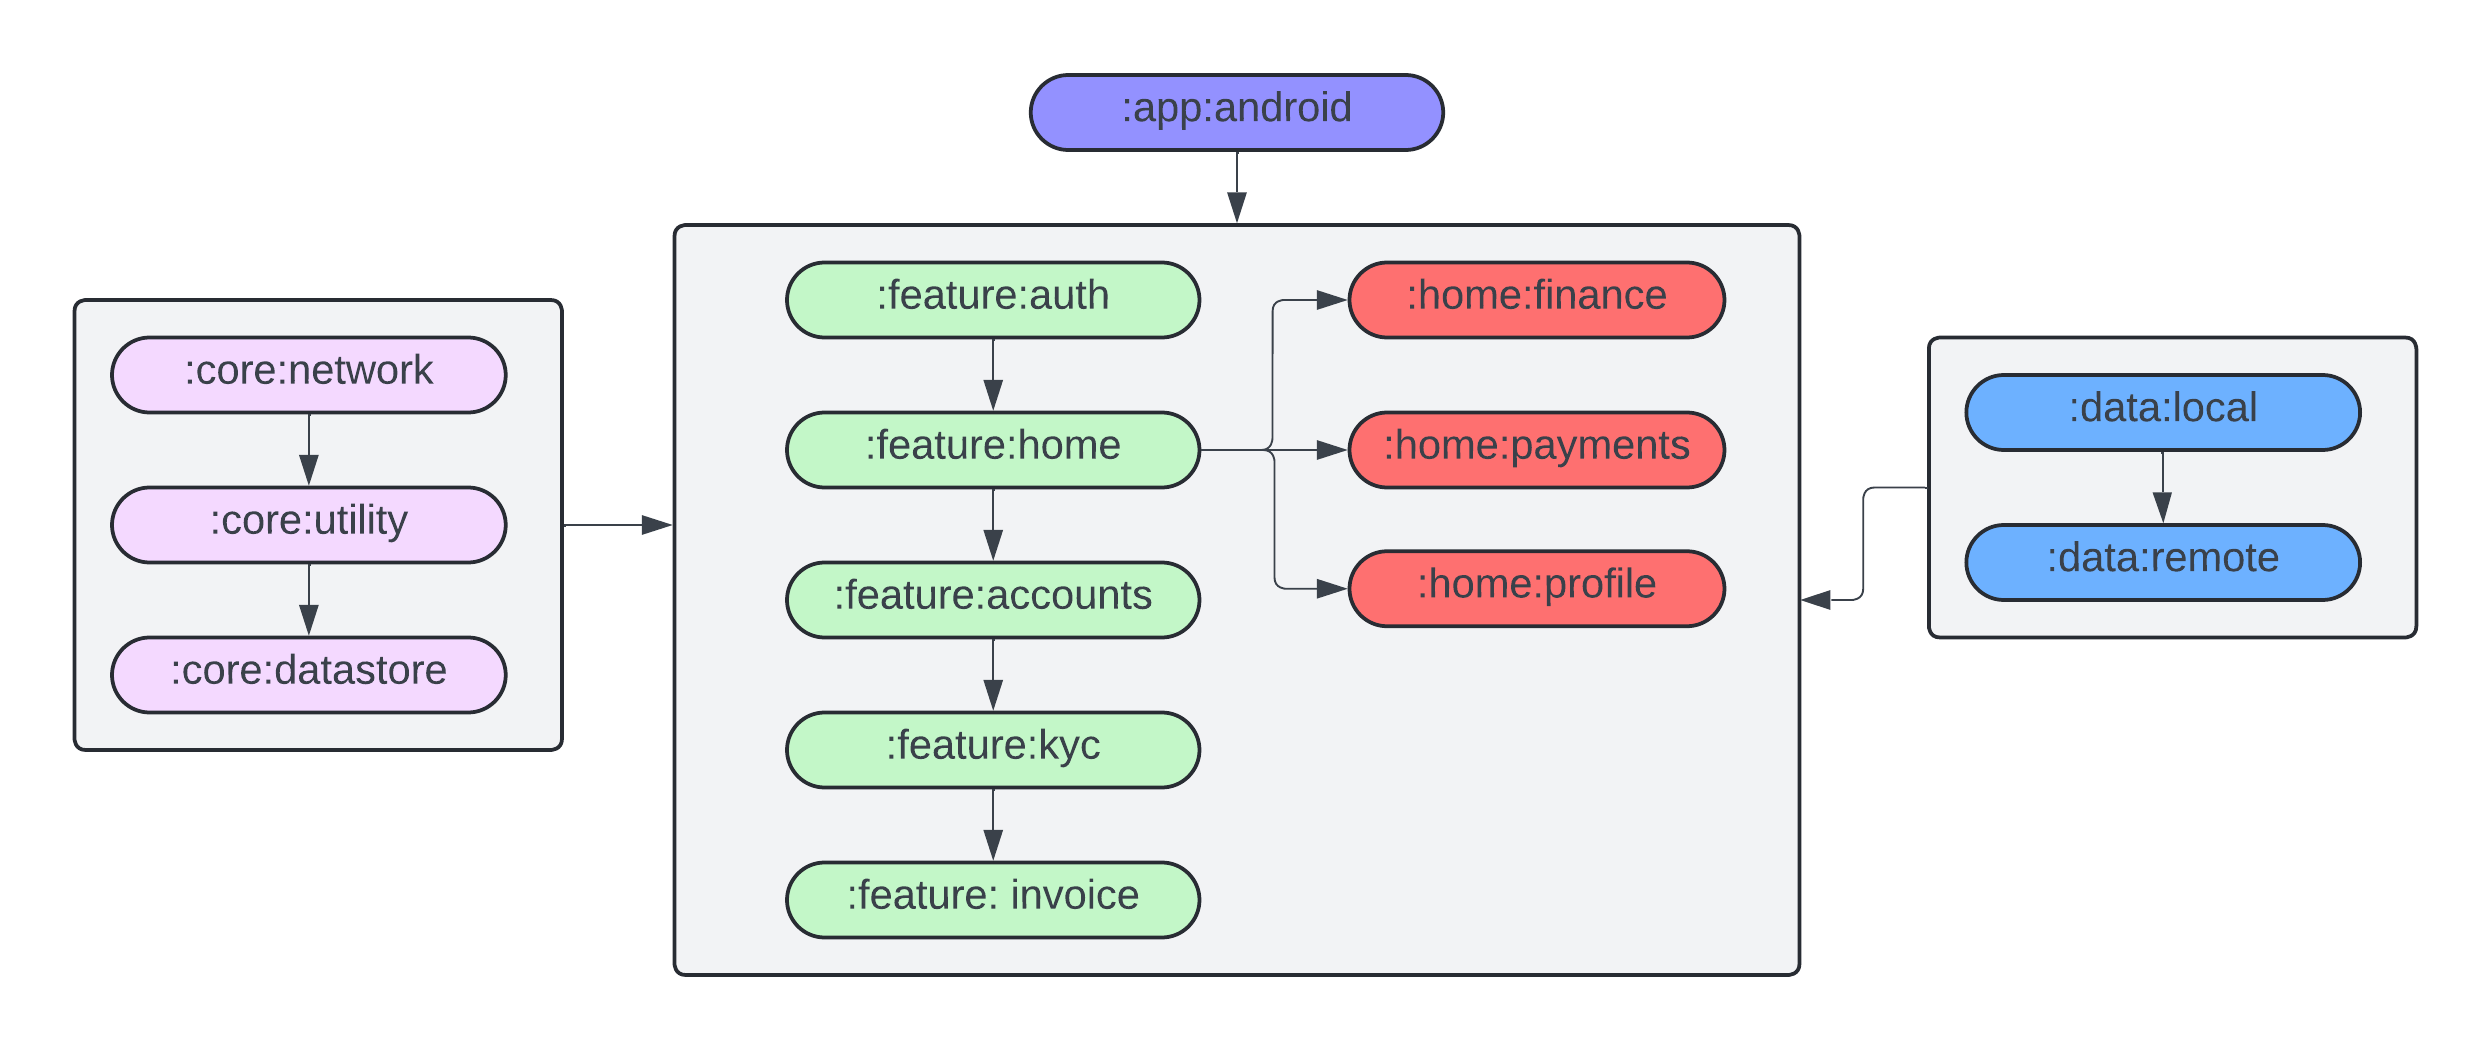 :app:android
:core:network
:core:utility
:core:datastore
:feature:auth
:feature:home
:feature:accounts
:feature:kyc
:feature: invoice
:home:finance
:home:payments
:home:profile
:data:local
:data:remote